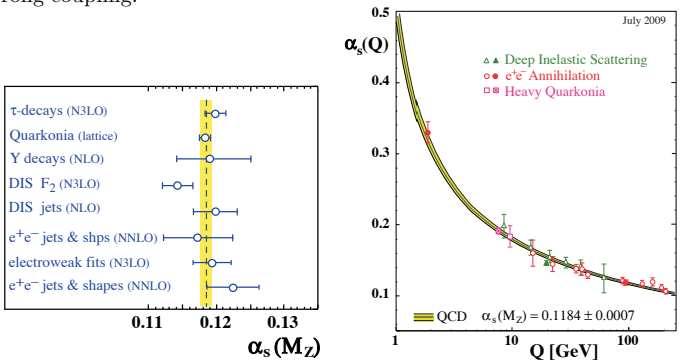 rong coupling.
τ-decays (N3LO)
Quarkonia (lattice)
Υ decays (NLO)
DIS F₂ (N3LO)
DIS jets (NLO)
e⁺e⁻ jets & shps (NNLO)
electroweak fits (N3LO)
e⁺e⁻ jets & shapes (NNLO)
0.11 0.12 0.13
αₛ(M_Z)
0.5
July 2009
αₛ(Q)
Deep Inelastic Scattering
e⁺e⁻ Annihilation
Heavy Quarkonia
0.4
0.3
0.2
0.1
QCD αₛ(M_Z) = 0.1184 ± 0.0007
1 10 100
Q [GeV]